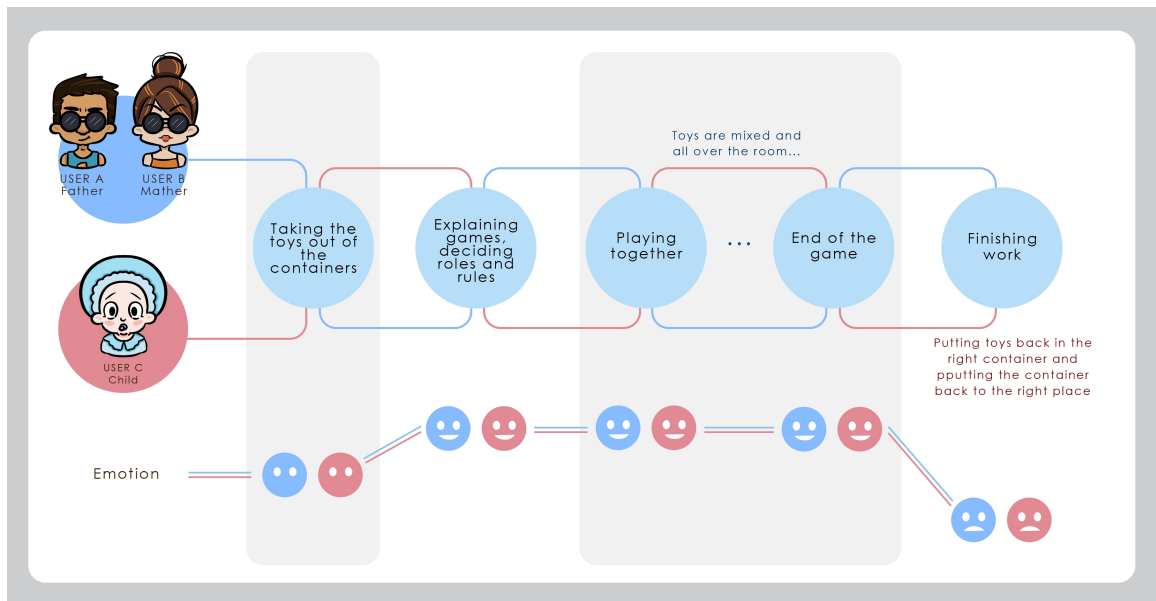 USER A
Father
USER B
Mather
Toys are mixed and
all over the room...
Taking the
toys out of
the
containers
Explaining
games,
deciding
roles and
rules
Playing
together
...
End of the
game
Finishing
work
USER C
Child
Putting toys back in the
right container and
pputting the container
back to the right place
Emotion